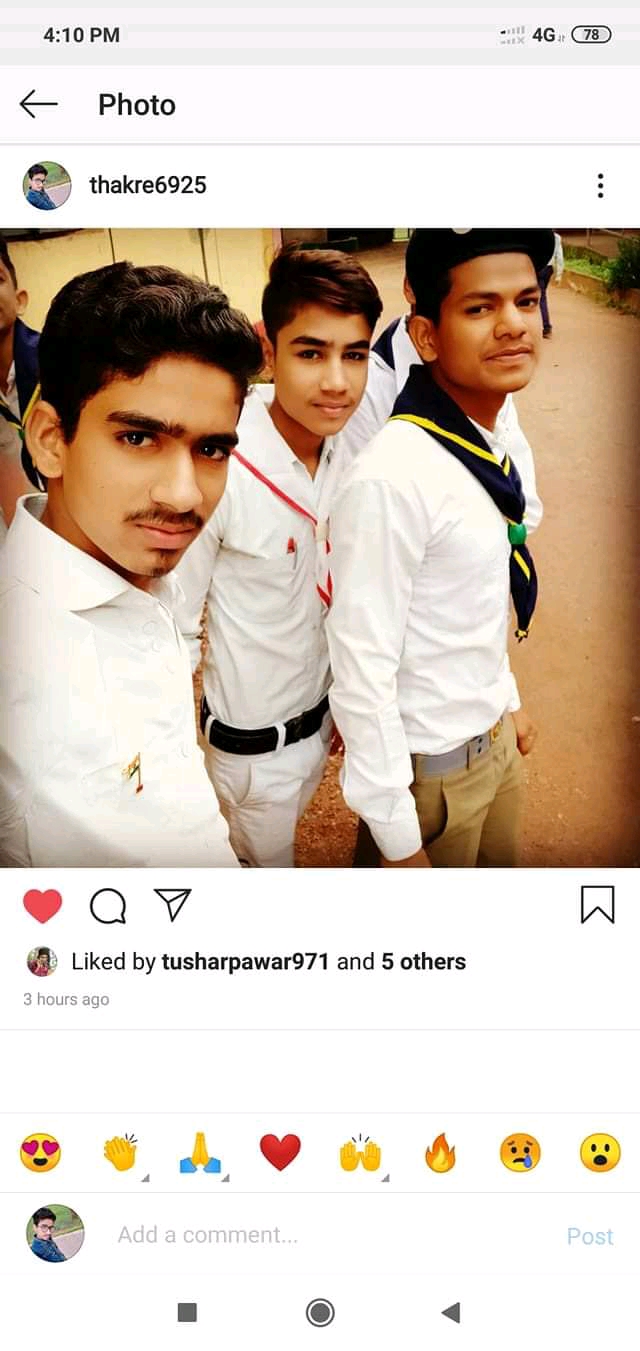 4:10 PM 4G 78
Photo
thakre6925
Liked by tusharpawar971 and 5 others
3 hours ago
Add a comment... Post